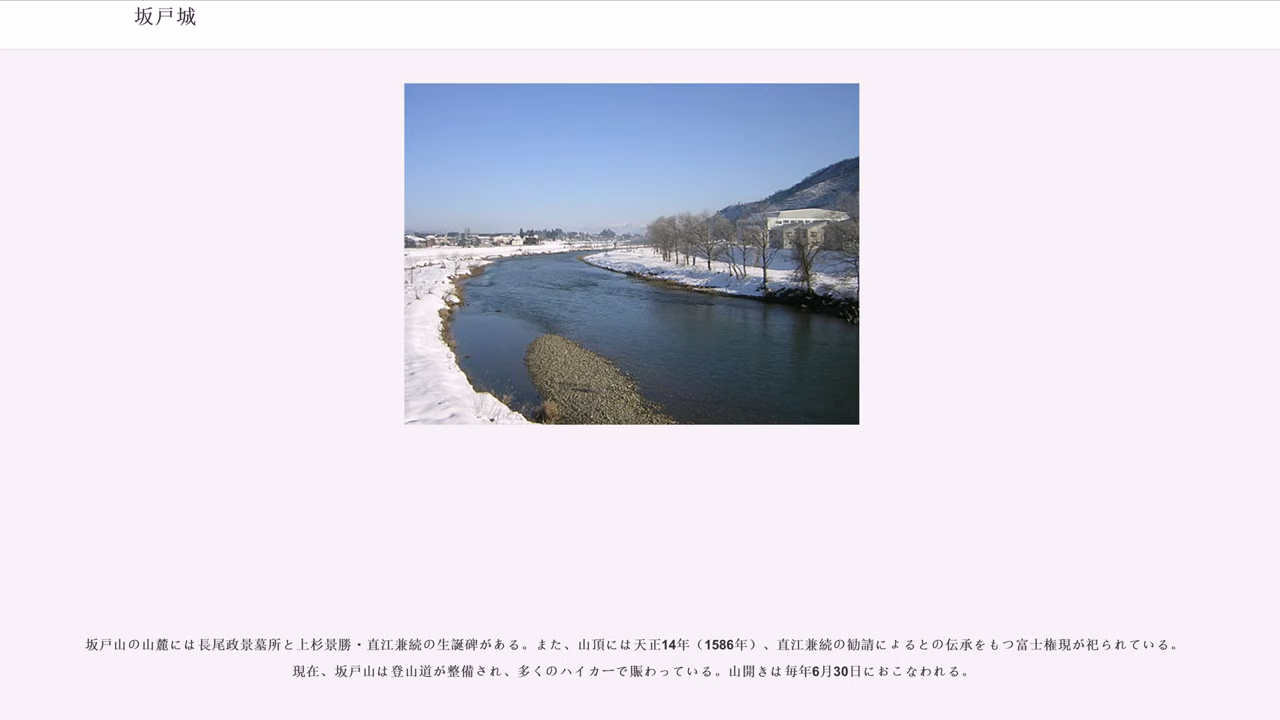 坂戸城
坂戸山の山麓には長尾政景墓所と上杉景勝・直江兼続の生誕碑がある。また、山頂には天正14年（1586年）、直江兼続の勧請によるとの伝承をもつ富士権現が祀られている。
現在、坂戸山は登山道が整備され、多くのハイカーで賑わっている。山開きは毎年6月30日におこなわれる。